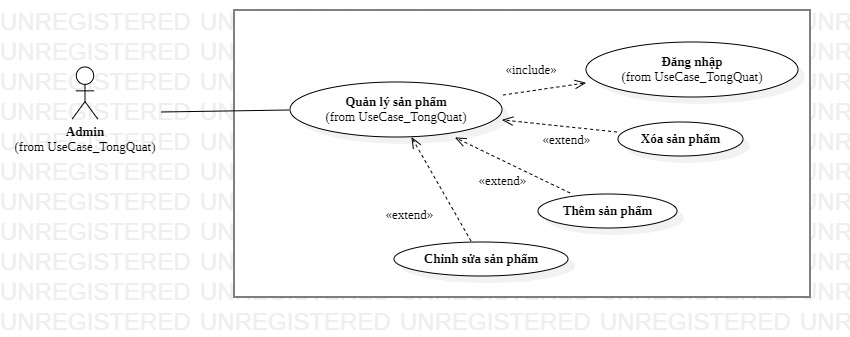 UNREGISTERED UNREGISTERED UNREGISTERED UNREGISTERED UNR
«include»
Đăng nhập
(from UseCase_TongQuat)
Quản lý sản phẩm
(from UseCase_TongQuat)
Admin
(from UseCase_TongQuat)
«extend»
Xóa sản phẩm
«extend»
Thêm sản phẩm
«extend»
Chỉnh sửa sản phẩm